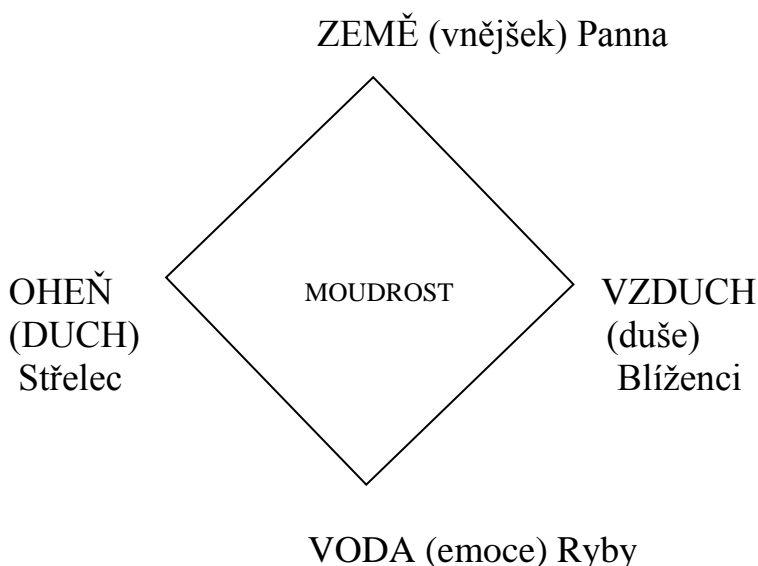 ZEMĚ (vnějšek) Panna
OHEŇ
(DUCH)
Střelec
MOUDROST
VZDUCH
(duše)
Blíženci
VODA (emoce) Ryby